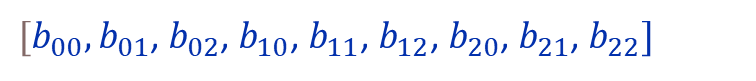 [b₀₀, b₀₁, b₀₂, b₁₀, b₁₁, b₁₂, b₂₀, b₂₁, b₂₂]